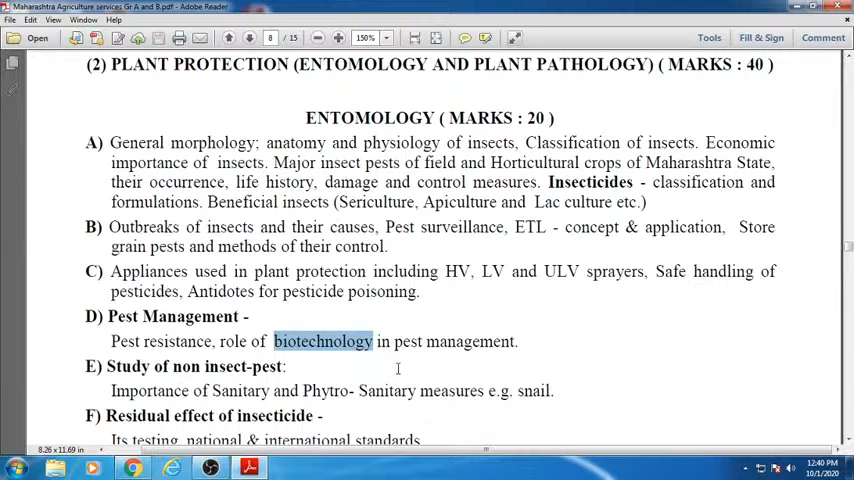 Maharashtra Agriculture services Gr A and B.pdf - Adobe Reader
File Edit View Window Help
Open 8 / 15 150% Tools Fill & Sign Comment
(2) PLANT PROTECTION (ENTOMOLOGY AND PLANT PATHOLOGY) ( MARKS : 40 )
ENTOMOLOGY ( MARKS : 20 )
A) General morphology; anatomy and physiology of insects, Classification of insects. Economic
importance of insects. Major insect pests of field and Horticultural crops of Maharashtra State,
their occurrence, life history, damage and control measures. Insecticides - classification and
formulations. Beneficial insects (Sericulture, Apiculture and Lac culture etc.)
B) Outbreaks of insects and their causes, Pest surveillance, ETL - concept & application, Store
grain pests and methods of their control.
C) Appliances used in plant protection including HV, LV and ULV sprayers, Safe handling of
pesticides, Antidotes for pesticide poisoning.
D) Pest Management -
Pest resistance, role of biotechnology in pest management.
E) Study of non insect-pest:
Importance of Sanitary and Phytro- Sanitary measures e.g. snail.
F) Residual effect of insecticide -
Its testing, national & international standards.
8.26 x 11.69 in
12:40 PM
10/1/2020